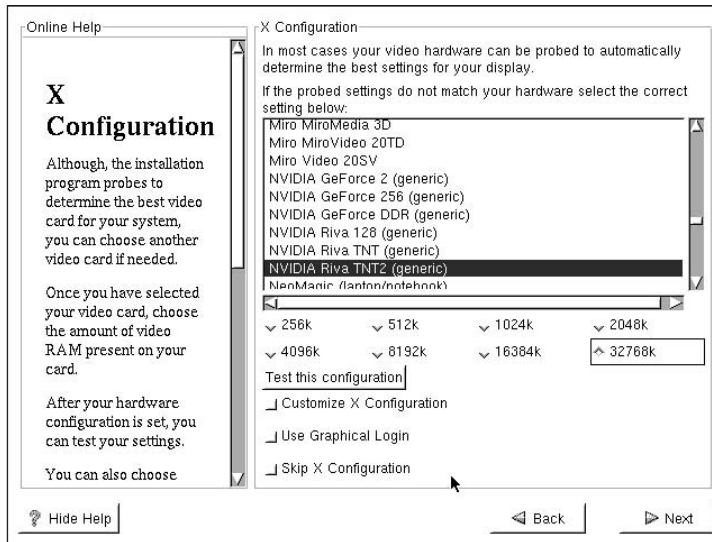 Online Help
X
Configuration
Although, the installation
program probes to
determine the best video
card for your system,
you can choose another
video card if needed.
Once you have selected
your video card, choose
the amount of video
RAM present on your
card.
After your hardware
configuration is set, you
can test your settings.
You can also choose
X Configuration
In most cases your video hardware can be probed to automatically
determine the best settings for your display.
If the probed settings do not match your hardware select the correct
setting below:
Miro MiroMedia 3D
Miro MiroVideo 20TD
Miro Video 20SV
NVIDIA GeForce 2 (generic)
NVIDIA GeForce 256 (generic)
NVIDIA GeForce DDR (generic)
NVIDIA Riva 128 (generic)
NVIDIA Riva TNT (generic)
NVIDIA Riva TNT2 (generic)
NeoMagic (laptop/notebook)
256k 512k 1024k 2048k
4096k 8192k 16384k 32768k
Test this configuration
Customize X Configuration
Use Graphical Login
Skip X Configuration
Hide Help Back Next